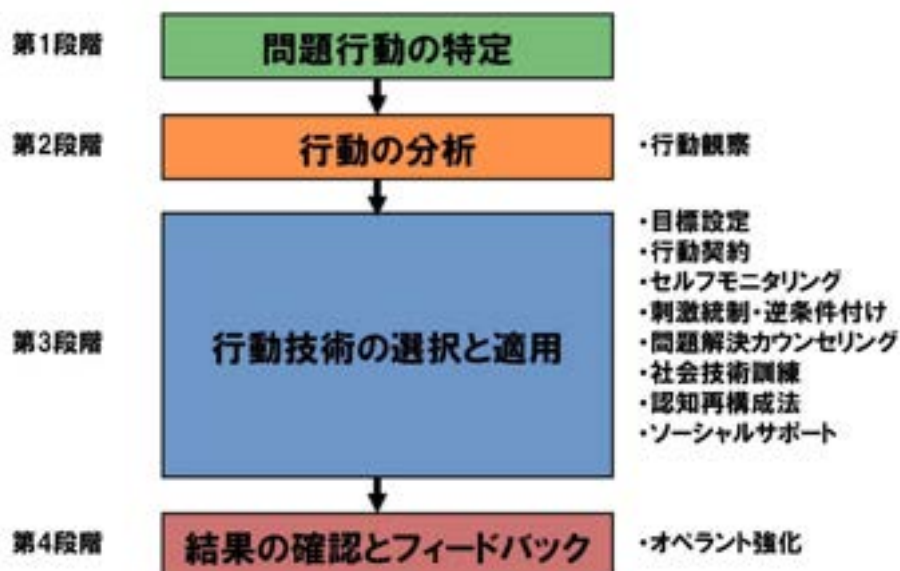 第1段階
問題行動の特定
第2段階
行動の分析
・行動観察
第3段階
行動技術の選択と適用
・目標設定
・行動契約
・セルフモニタリング
・刺激統制・逆条件付け
・問題解決カウンセリング
・社会技術訓練
・認知再構成法
・ソーシャルサポート
第4段階
結果の確認とフィードバック
・オペラント強化